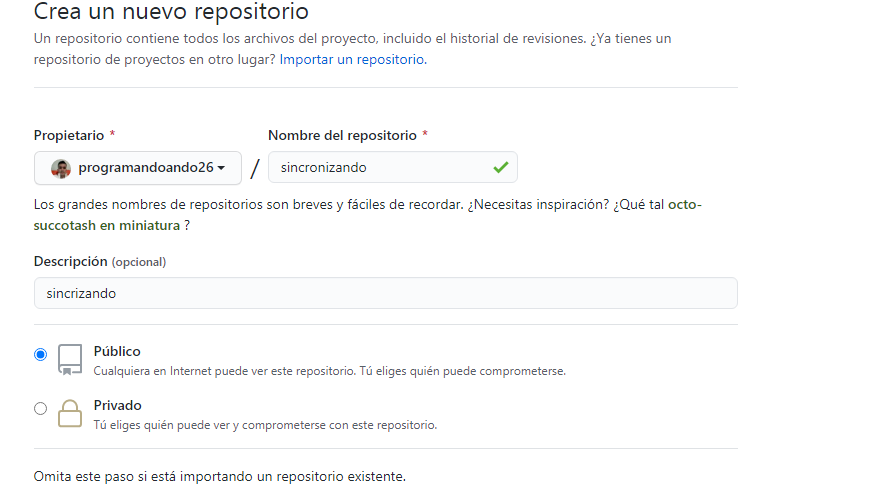 Crea un nuevo repositorio
Un repositorio contiene todos los archivos del proyecto, incluido el historial de revisiones. ¿Ya tienes un
repositorio de proyectos en otro lugar? Importar un repositorio.
Propietario *
Nombre del repositorio *
programandoando26
/
sincronizando
Los grandes nombres de repositorios son breves y fáciles de recordar. ¿Necesitas inspiración? ¿Qué tal octo-
succotash en miniatura ?
Descripción (opcional)
sincrizando
Público
Cualquiera en Internet puede ver este repositorio. Tú eliges quién puede comprometerse.
Privado
Tú eliges quién puede ver y comprometerse con este repositorio.
Omita este paso si está importando un repositorio existente.